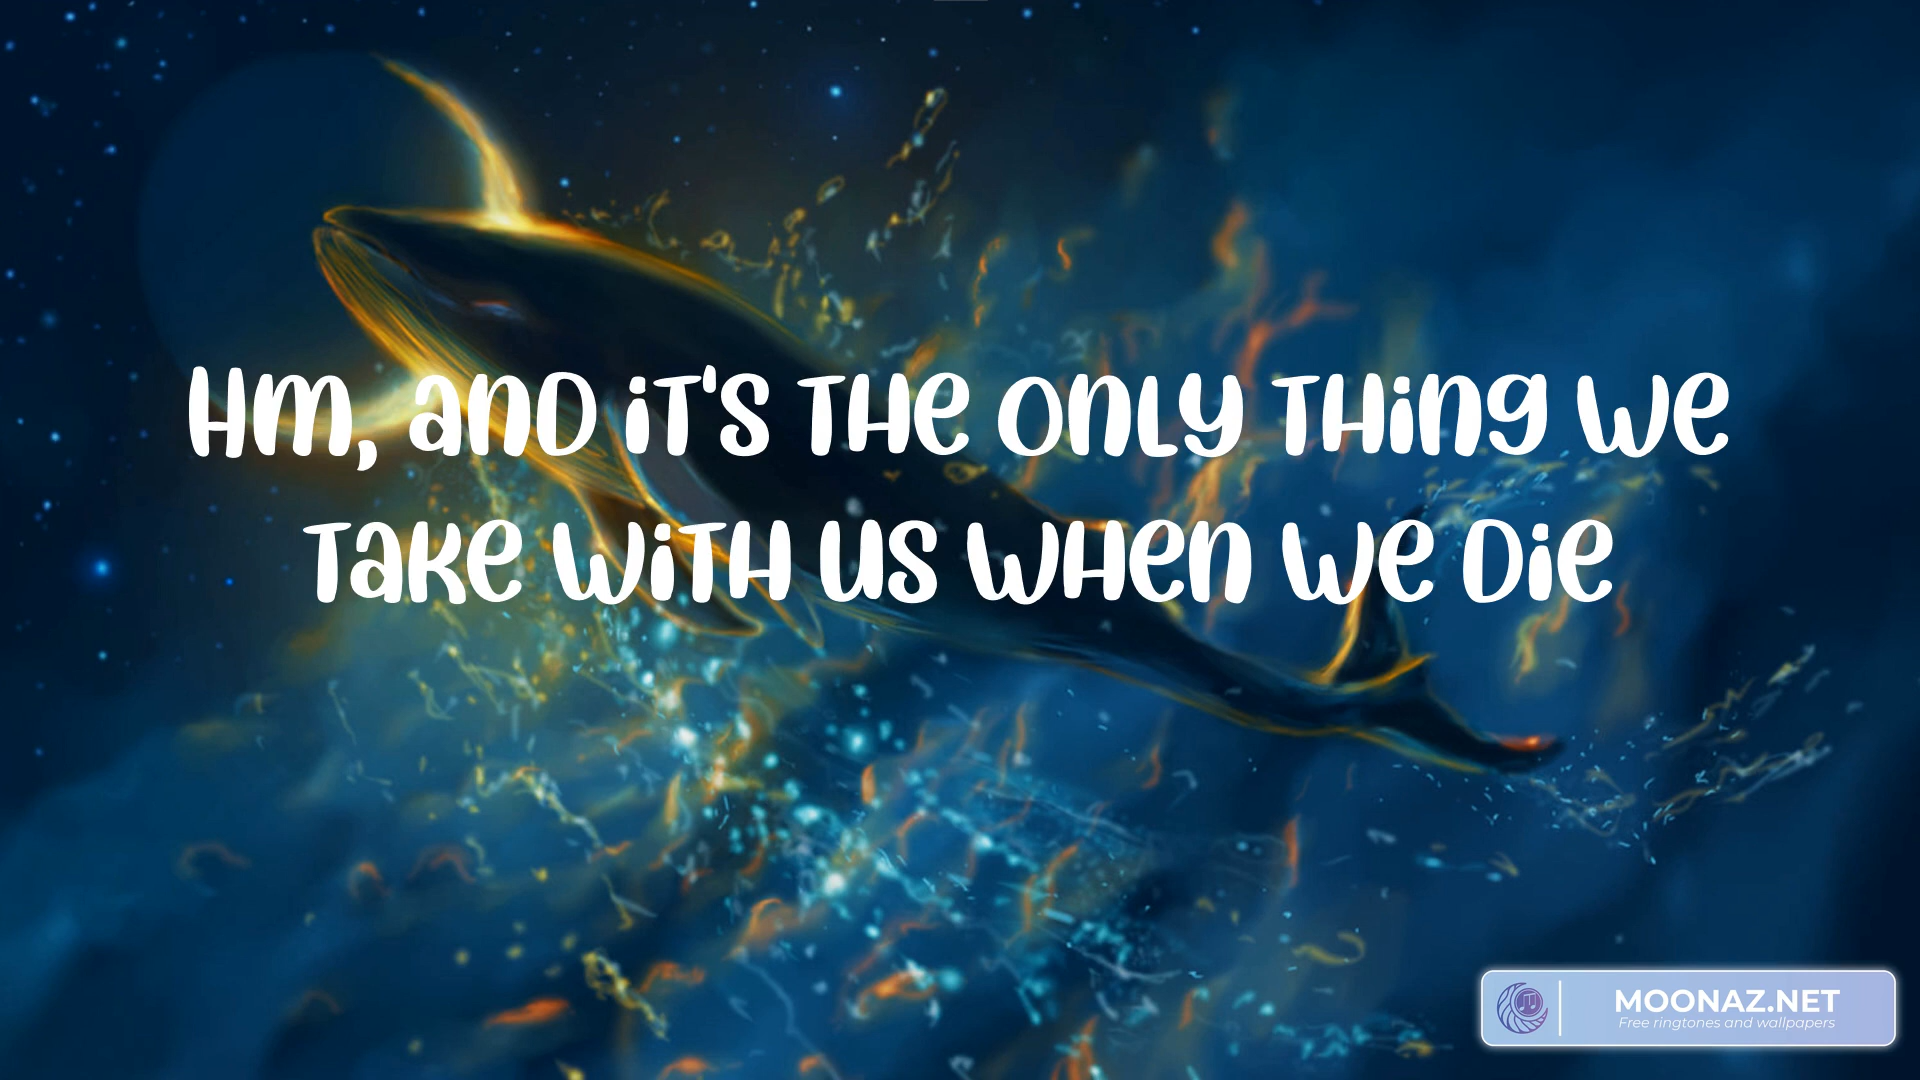 Hm, and it's the only thing we
take with us when we die
MOONAZ.NET
Free ringtones and wallpapers